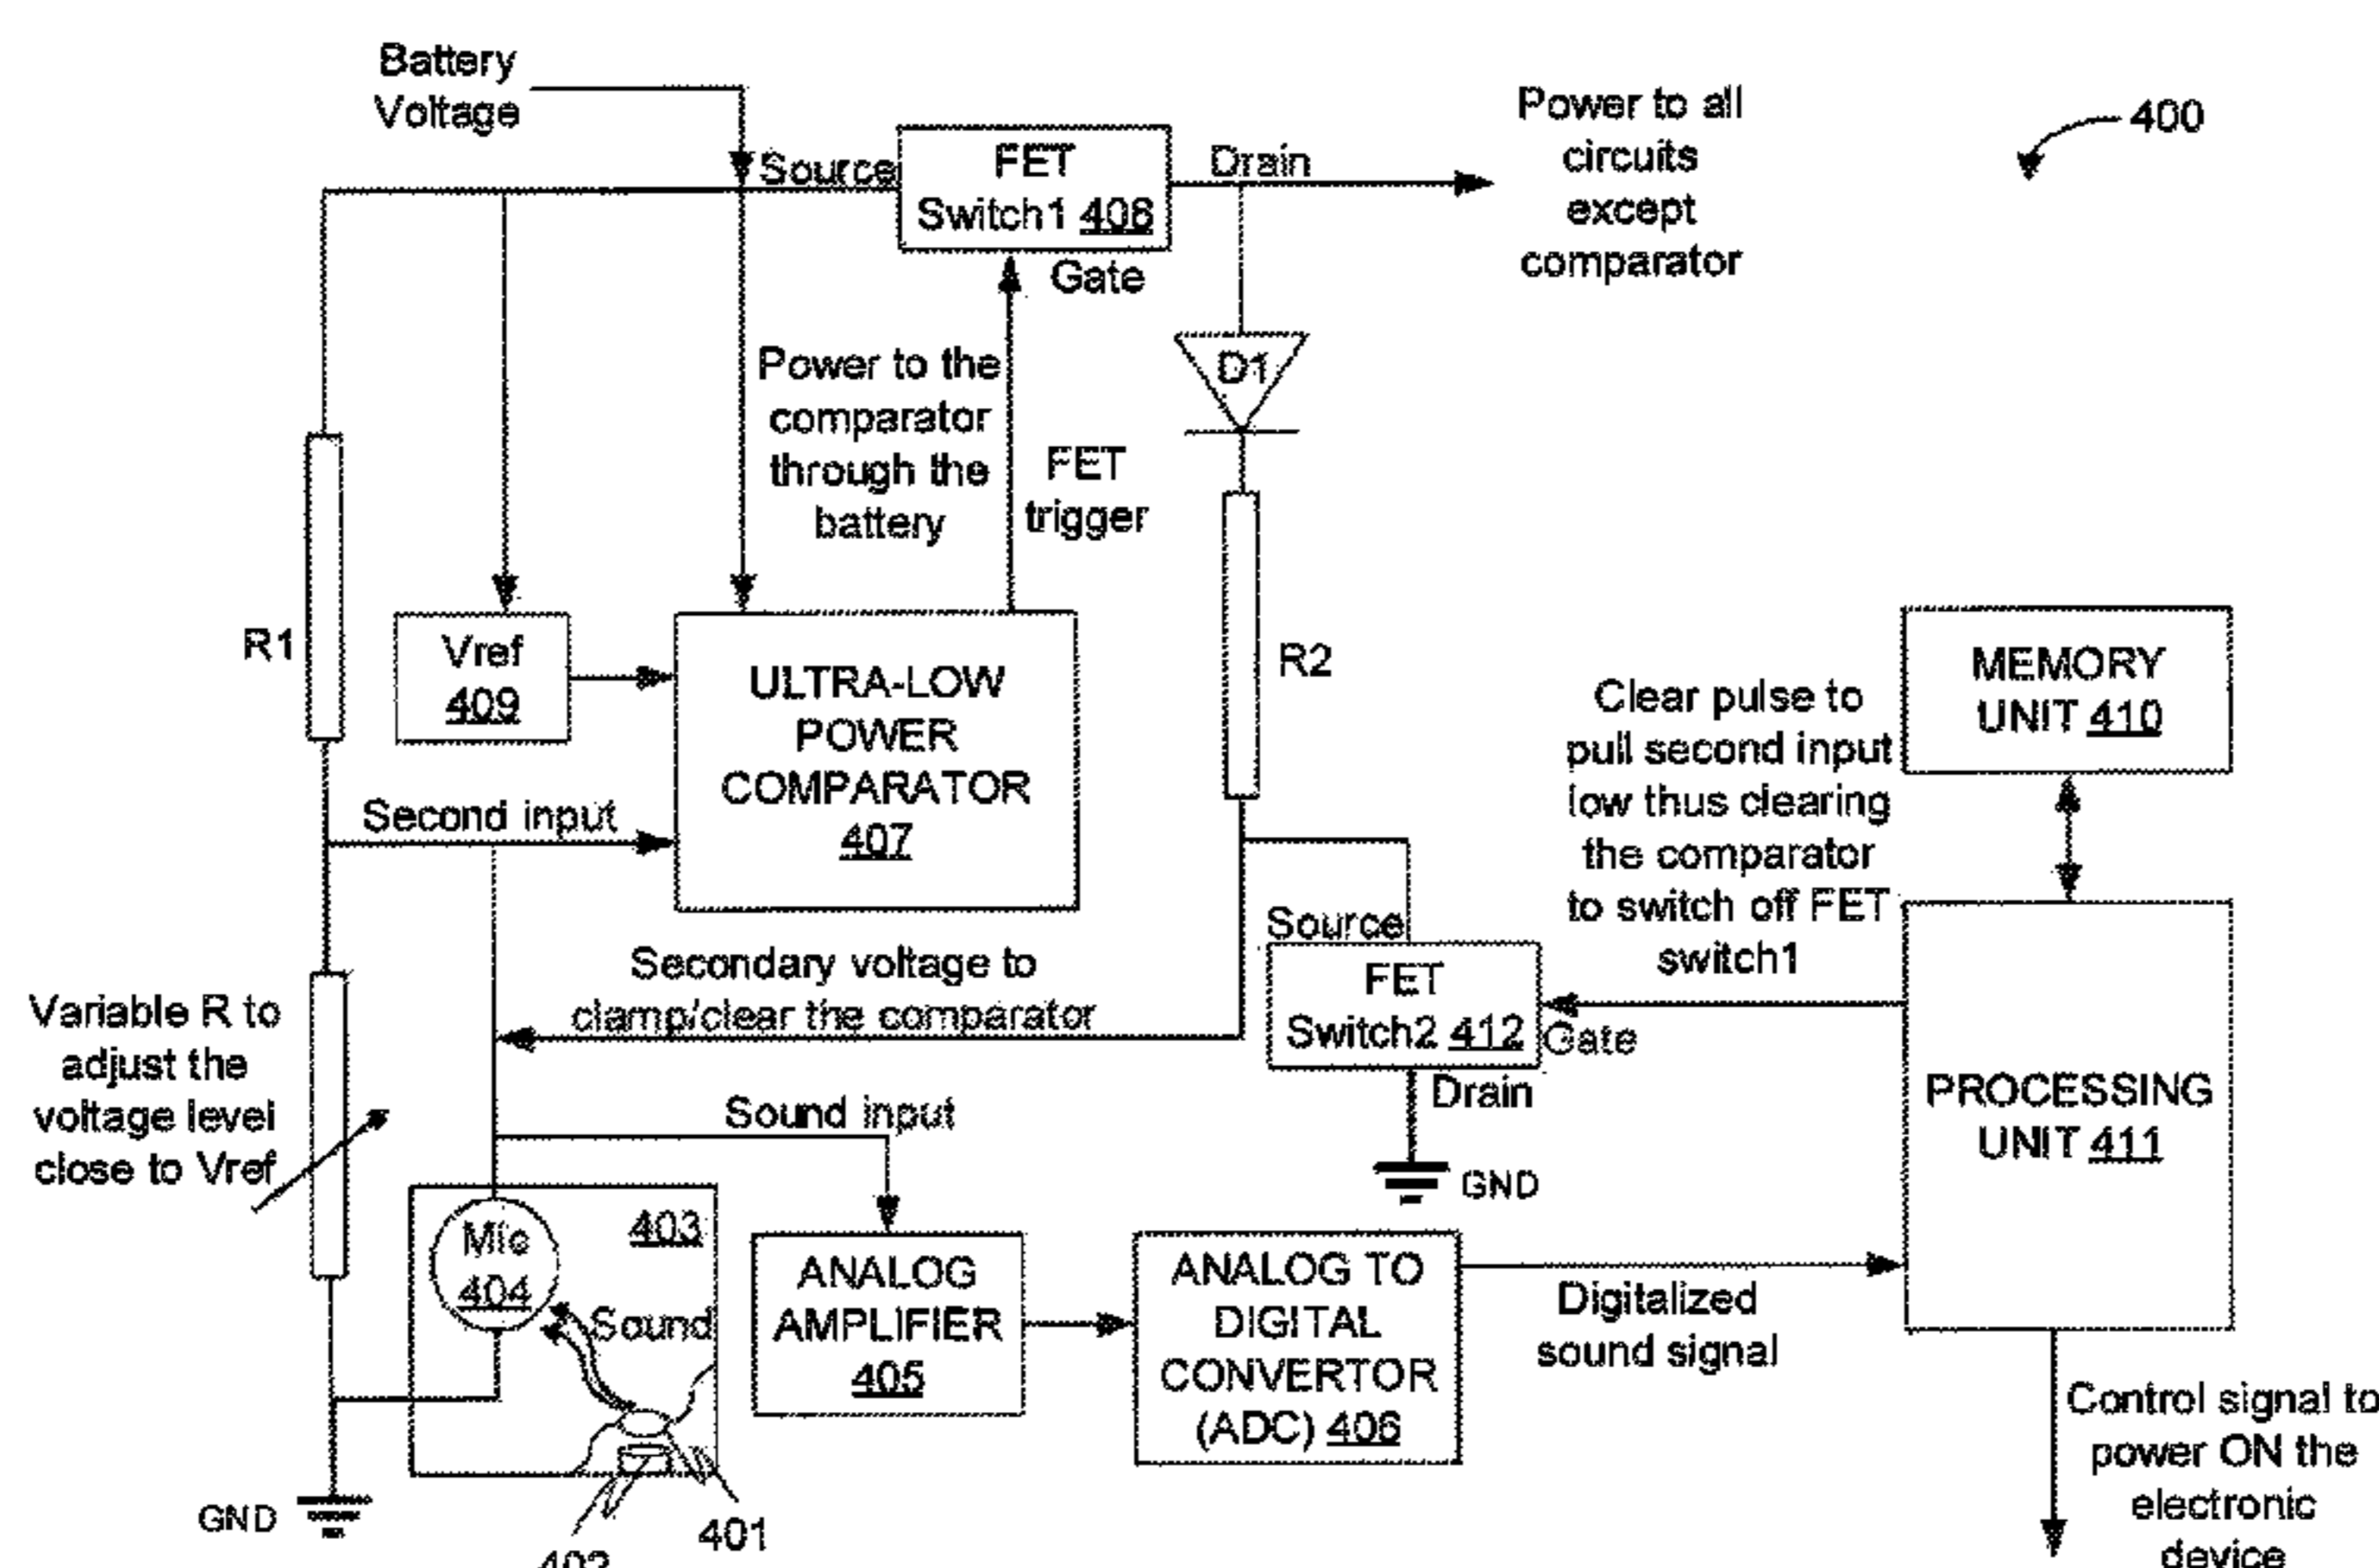 Battery
Voltage
Source
FET
Switch1 408
Drain
Gate
Power to all
circuits
except
comparator
400
Power to the
comparator
through the
battery
FET
trigger
D1
R1
Vref
409
ULTRA-LOW
POWER
COMPARATOR
407
R2
Second input
Clear pulse to
pull second input
low thus clearing
the comparator
to switch off FET
switch1
MEMORY
UNIT 410
Secondary voltage to
clamp/clear the comparator
Source
FET
Switch2 412
Gate
Drain
GND
PROCESSING
UNIT 411
Variable R to
adjust the
voltage level
close to Vref
Sound input
Mic
404
403
Sound
ANALOG
AMPLIFIER
405
ANALOG TO
DIGITAL
CONVERTOR
(ADC) 406
Digitalized
sound signal
Control signal to
power ON the
electronic
device
GND
401
402